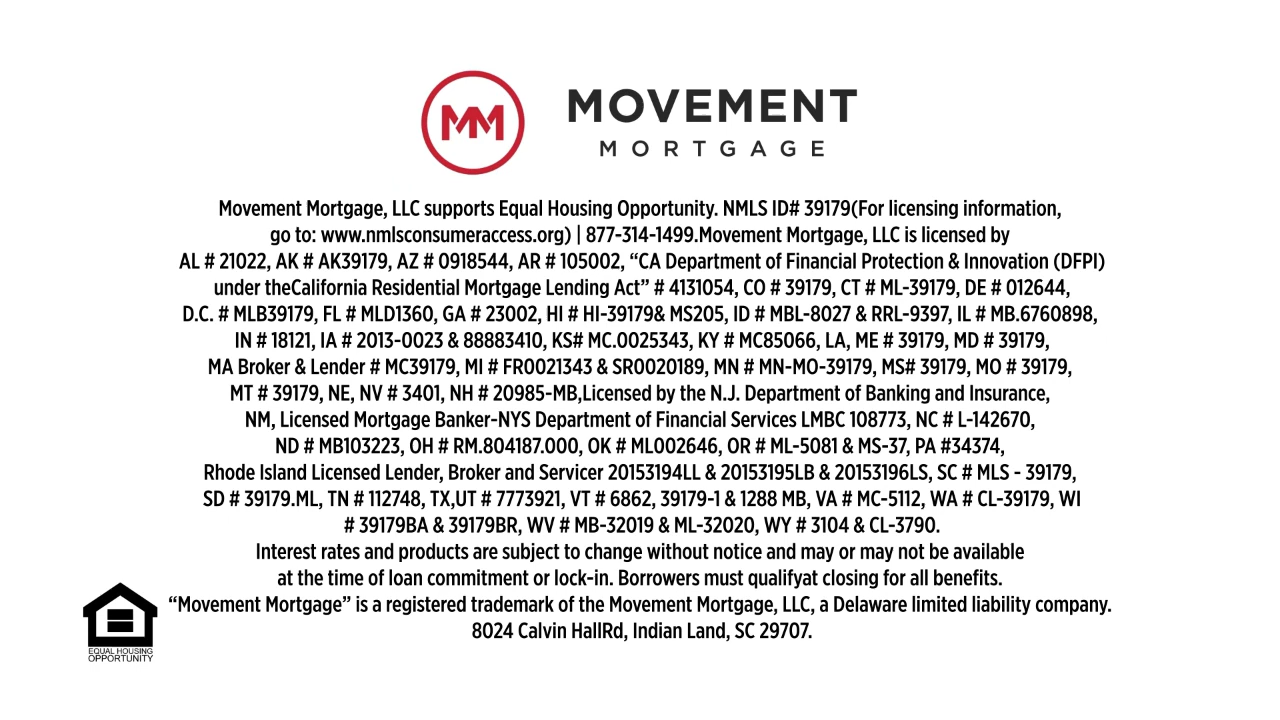 MM
MOVEMENT
MORTGAGE
Movement Mortgage, LLC supports Equal Housing Opportunity. NMLS ID# 39179(For licensing information,
go to: www.nmlsconsumeraccess.org) | 877-314-1499.Movement Mortgage, LLC is licensed by
AL # 21022, AK # AK39179, AZ # 0918544, AR # 105002, “CA Department of Financial Protection & Innovation (DFPI)
under theCalifornia Residential Mortgage Lending Act” # 4131054, CO # 39179, CT # ML-39179, DE # 012644,
D.C. # MLB39179, FL # MLD1360, GA # 23002, HI # HI-39179& MS205, ID # MBL-8027 & RRL-9397, IL # MB.6760898,
IN # 18121, IA # 2013-0023 & 88883410, KS# MC.0025343, KY # MC85066, LA, ME # 39179, MD # 39179,
MA Broker & Lender # MC39179, MI # FR0021343 & SR0020189, MN # MN-MO-39179, MS# 39179, MO # 39179,
MT # 39179, NE, NV # 3401, NH # 20985-MB,Licensed by the N.J. Department of Banking and Insurance,
NM, Licensed Mortgage Banker-NYS Department of Financial Services LMBC 108773, NC # L-142670,
ND # MB103223, OH # RM.804187.000, OK # ML002646, OR # ML-5081 & MS-37, PA #34374,
Rhode Island Licensed Lender, Broker and Servicer 20153194LL & 20153195LB & 20153196LS, SC # MLS - 39179,
SD # 39179.ML, TN # 112748, TX,UT # 7773921, VT # 6862, 39179-1 & 1288 MB, VA # MC-5112, WA # CL-39179, WI
# 39179BA & 39179BR, WV # MB-32019 & ML-32020, WY # 3104 & CL-3790.
Interest rates and products are subject to change without notice and may or may not be available
at the time of loan commitment or lock-in. Borrowers must qualifyat closing for all benefits.
“Movement Mortgage” is a registered trademark of the Movement Mortgage, LLC, a Delaware limited liability company.
8024 Calvin HallRd, Indian Land, SC 29707.
EQUAL HOUSING
OPPORTUNITY